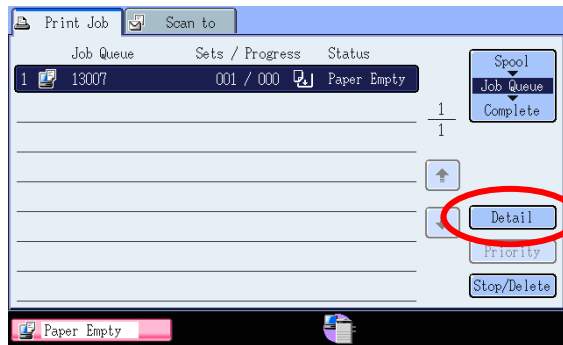 Print Job Scan to
Job Queue Sets / Progress Status
1 13007 001 / 000 Paper Empty
1
1
Spool
Job Queue
Complete
Detail
Priority
Stop/Delete
Paper Empty